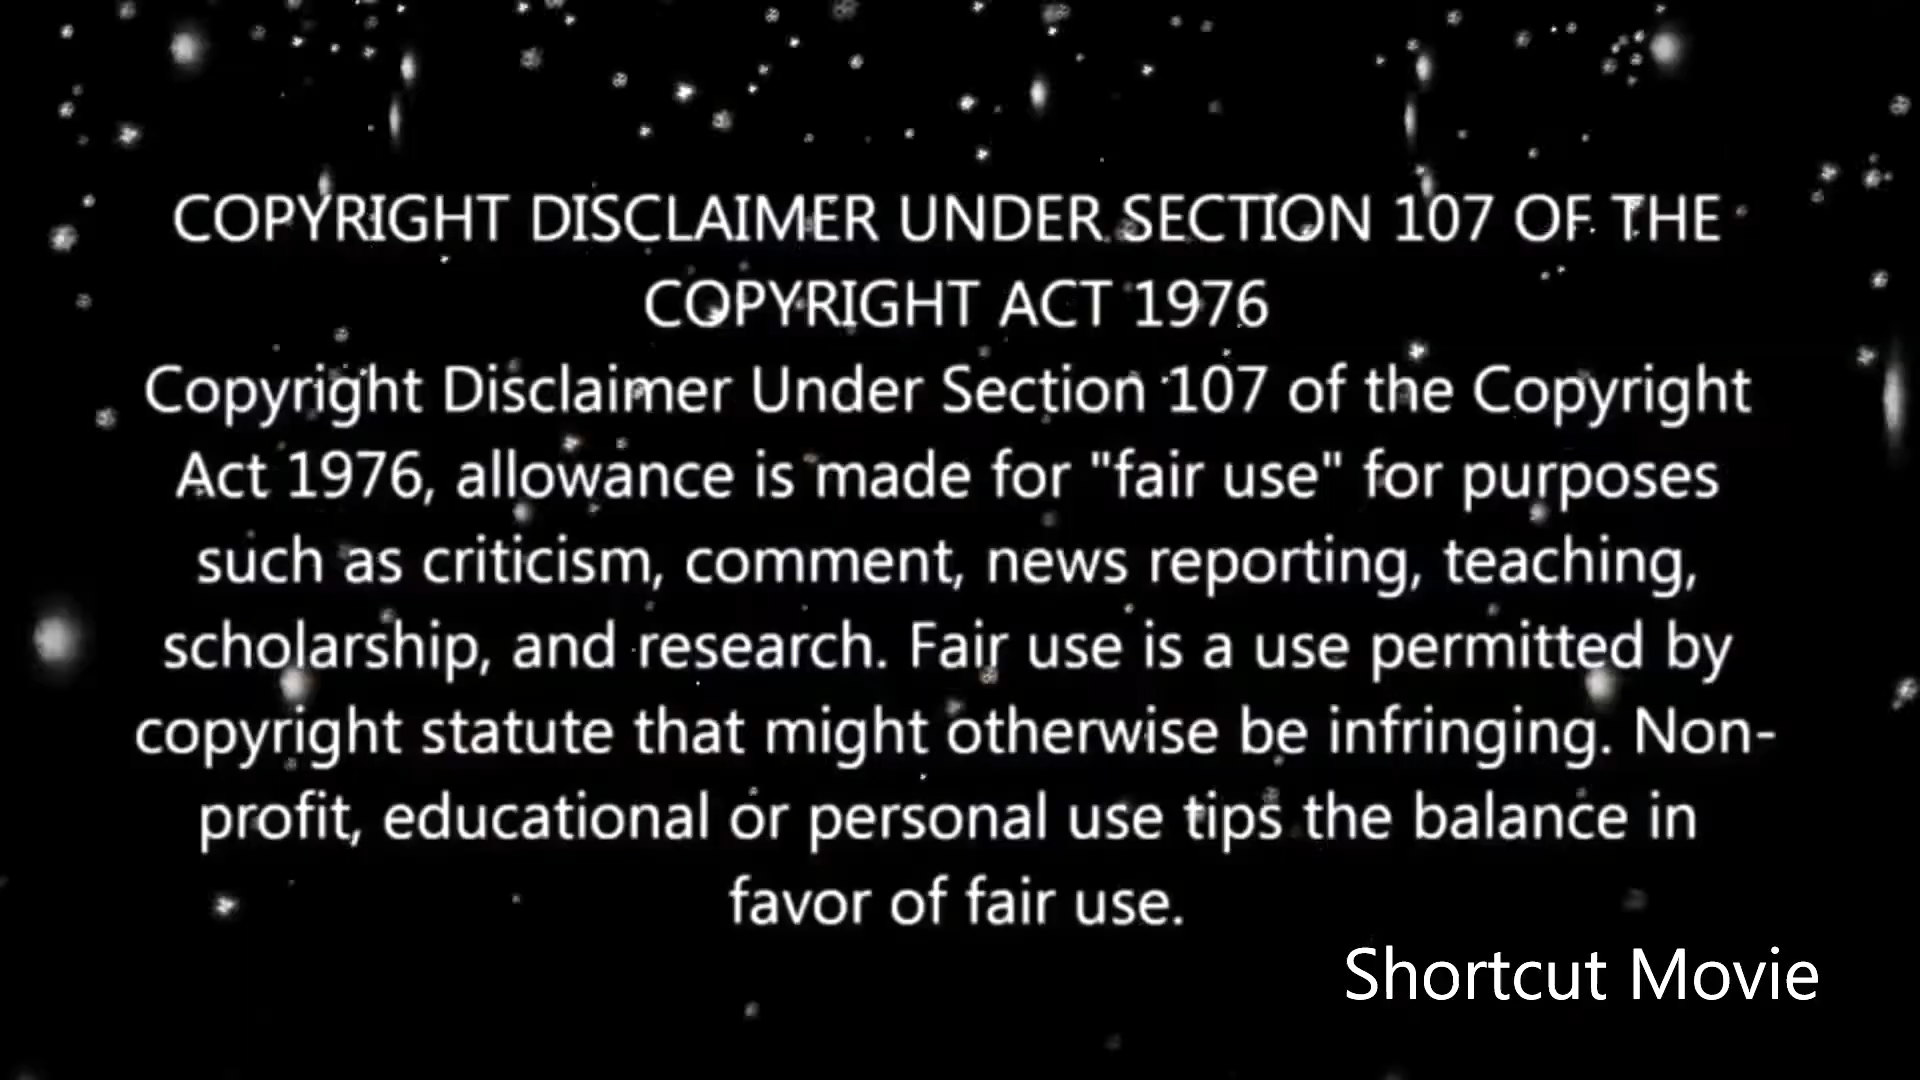 COPYRIGHT DISCLAIMER UNDER SECTION 107 OF THE
COPYRIGHT ACT 1976
Copyright Disclaimer Under Section 107 of the Copyright
Act 1976, allowance is made for "fair use" for purposes
such as criticism, comment, news reporting, teaching,
scholarship, and research. Fair use is a use permitted by
copyright statute that might otherwise be infringing. Non-
profit, educational or personal use tips the balance in
favor of fair use.
Shortcut Movie